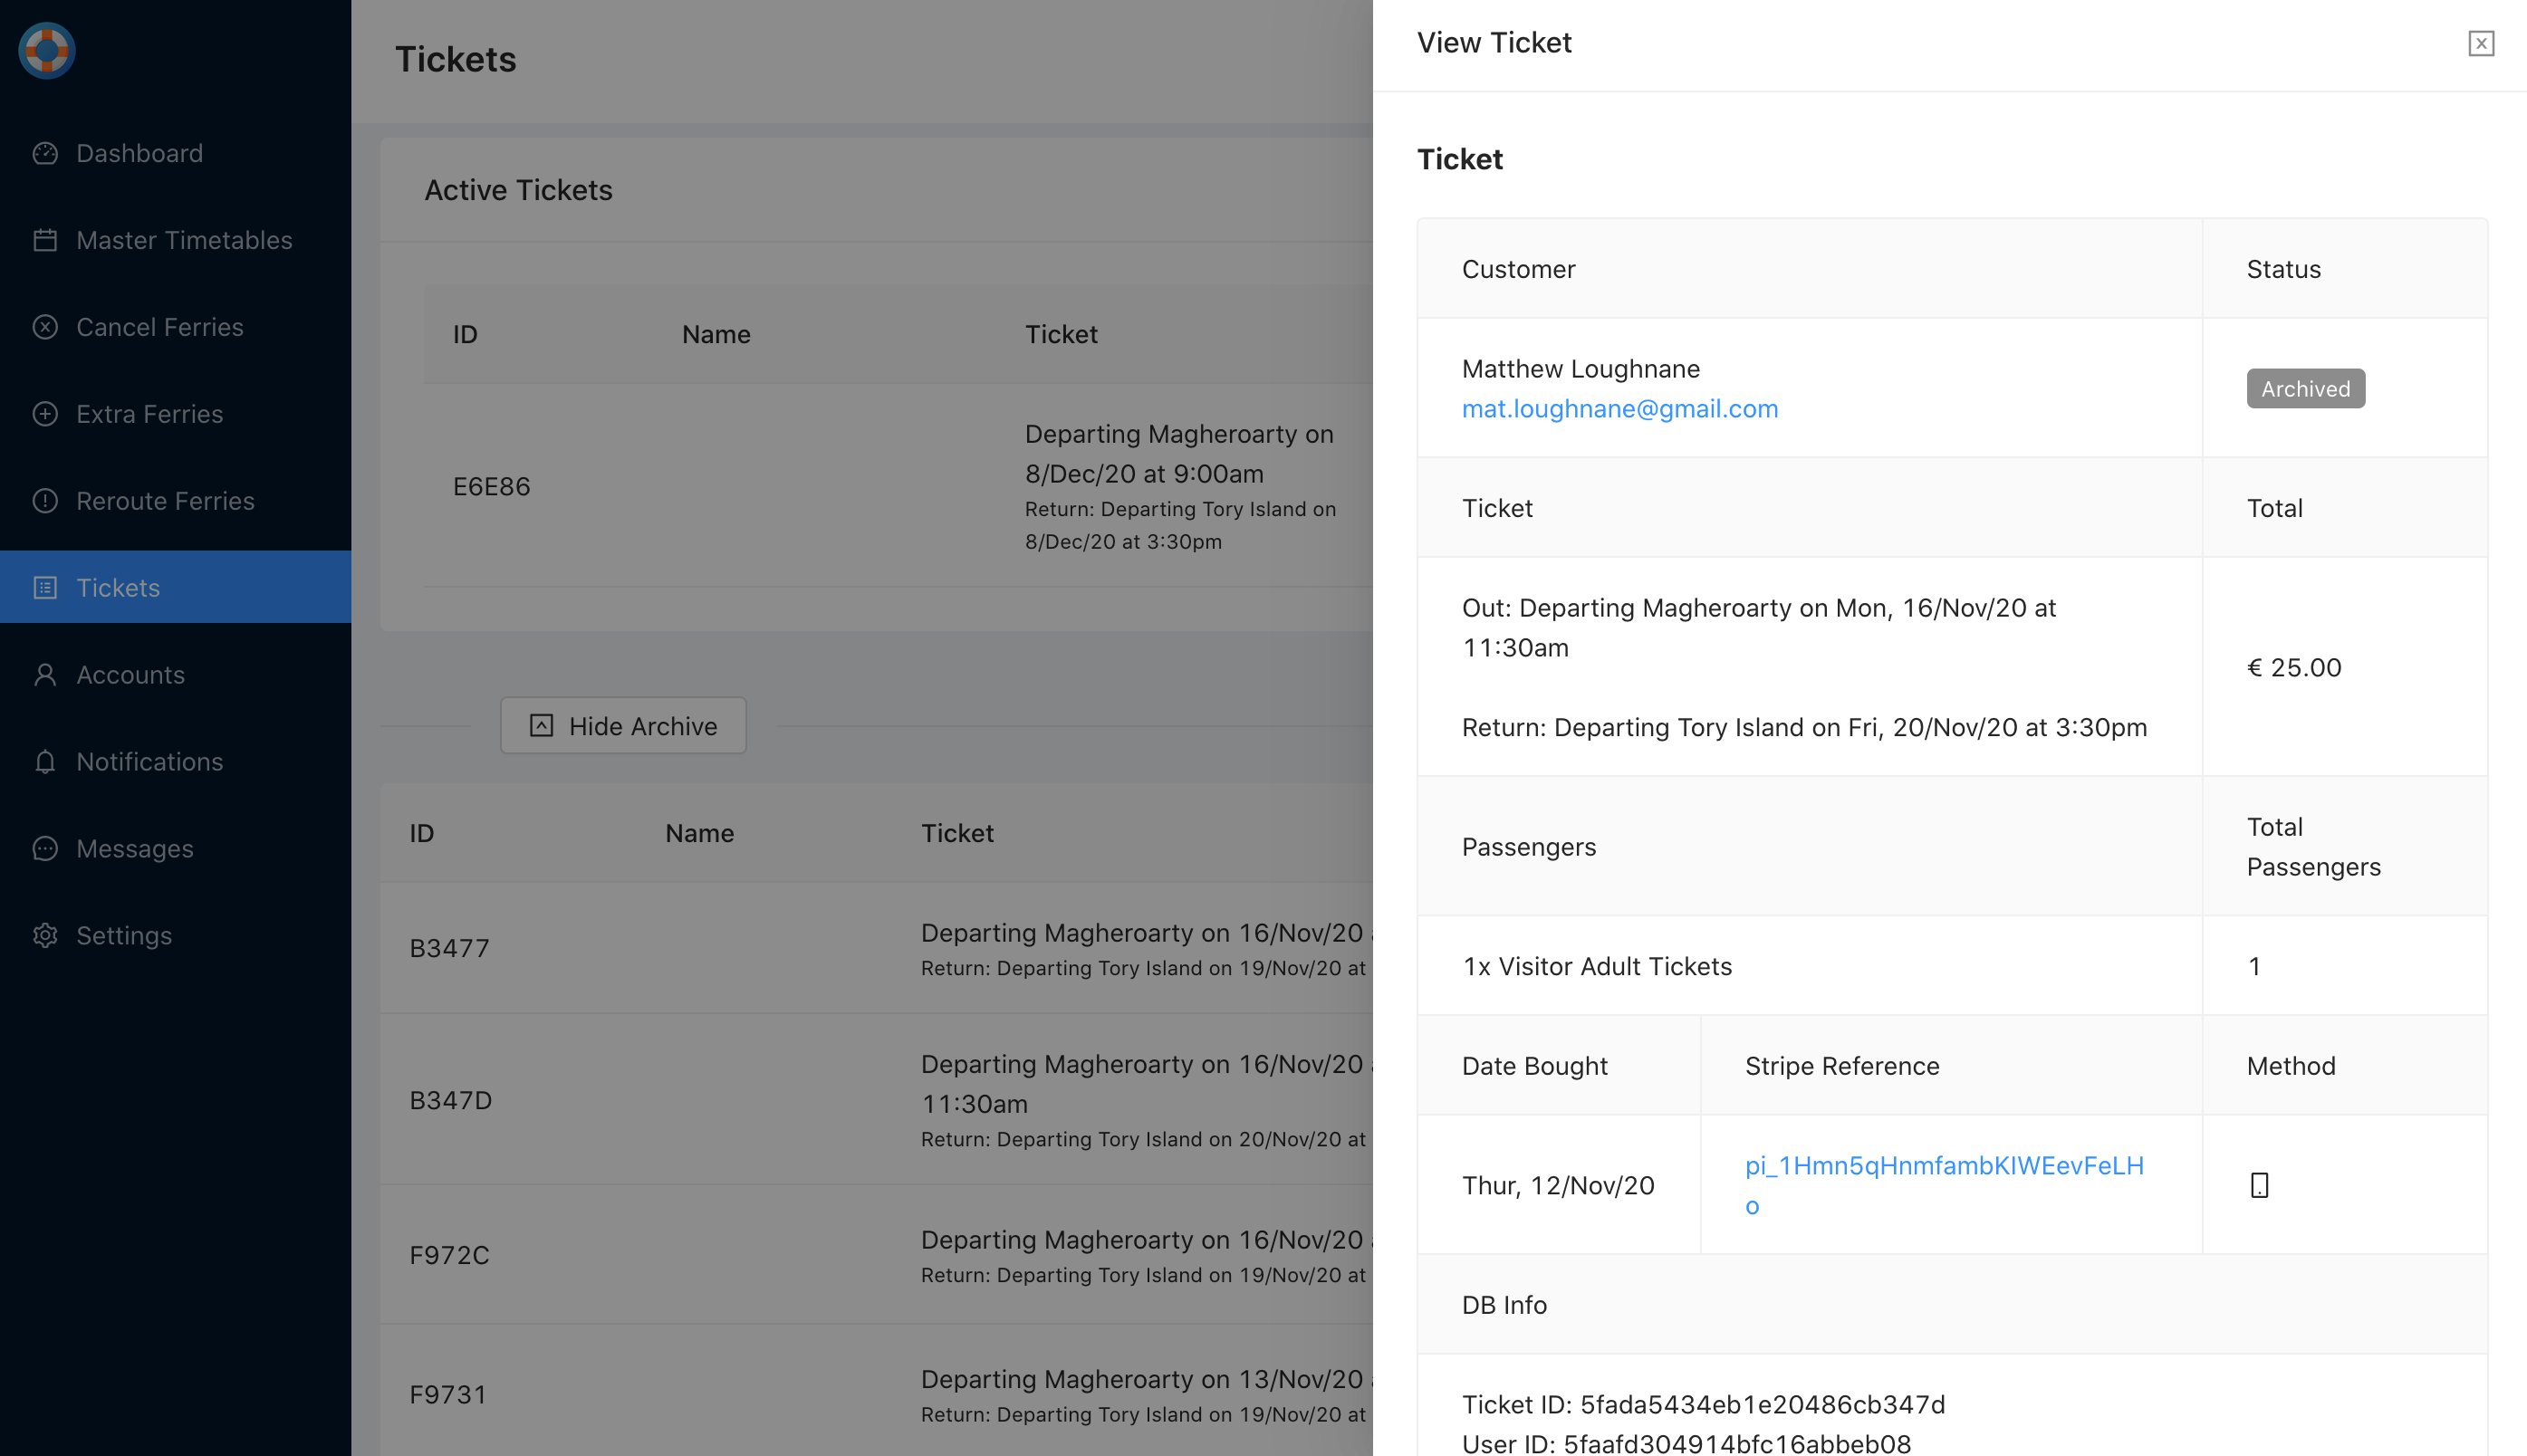 Dashboard
Master Timetables
Cancel Ferries
Extra Ferries
Reroute Ferries
Tickets
Accounts
Notifications
Messages
Settings
Tickets
Active Tickets
ID Name Ticket
E6E86
Departing Magheroarty on
8/Dec/20 at 9:00am
Return: Departing Tory Island on
8/Dec/20 at 3:30pm
Hide Archive
ID Name Ticket
B3477
Departing Magheroarty on 16/Nov/20
Return: Departing Tory Island on 19/Nov/20 at
B347D
Departing Magheroarty on 16/Nov/20
11:30am
Return: Departing Tory Island on 20/Nov/20 at
F972C
Departing Magheroarty on 16/Nov/20
Return: Departing Tory Island on 19/Nov/20 at
F9731
Departing Magheroarty on 13/Nov/20
Return: Departing Tory Island on 19/Nov/20 at
View Ticket
Ticket
Customer Status
Matthew Loughnane
mat.loughnane@gmail.com
Archived
Ticket Total
Out: Departing Magheroarty on Mon, 16/Nov/20 at
11:30am
Return: Departing Tory Island on Fri, 20/Nov/20 at 3:30pm
€ 25.00
Passengers
Total
Passengers
1x Visitor Adult Tickets 1
Date Bought Stripe Reference Method
Thur, 12/Nov/20
pi_1Hmn5qHnmfambKIWEevFeLH
o
DB Info
Ticket ID: 5fada5434eb1e20486cb347d
User ID: 5faafd304914bfc16abbeb08